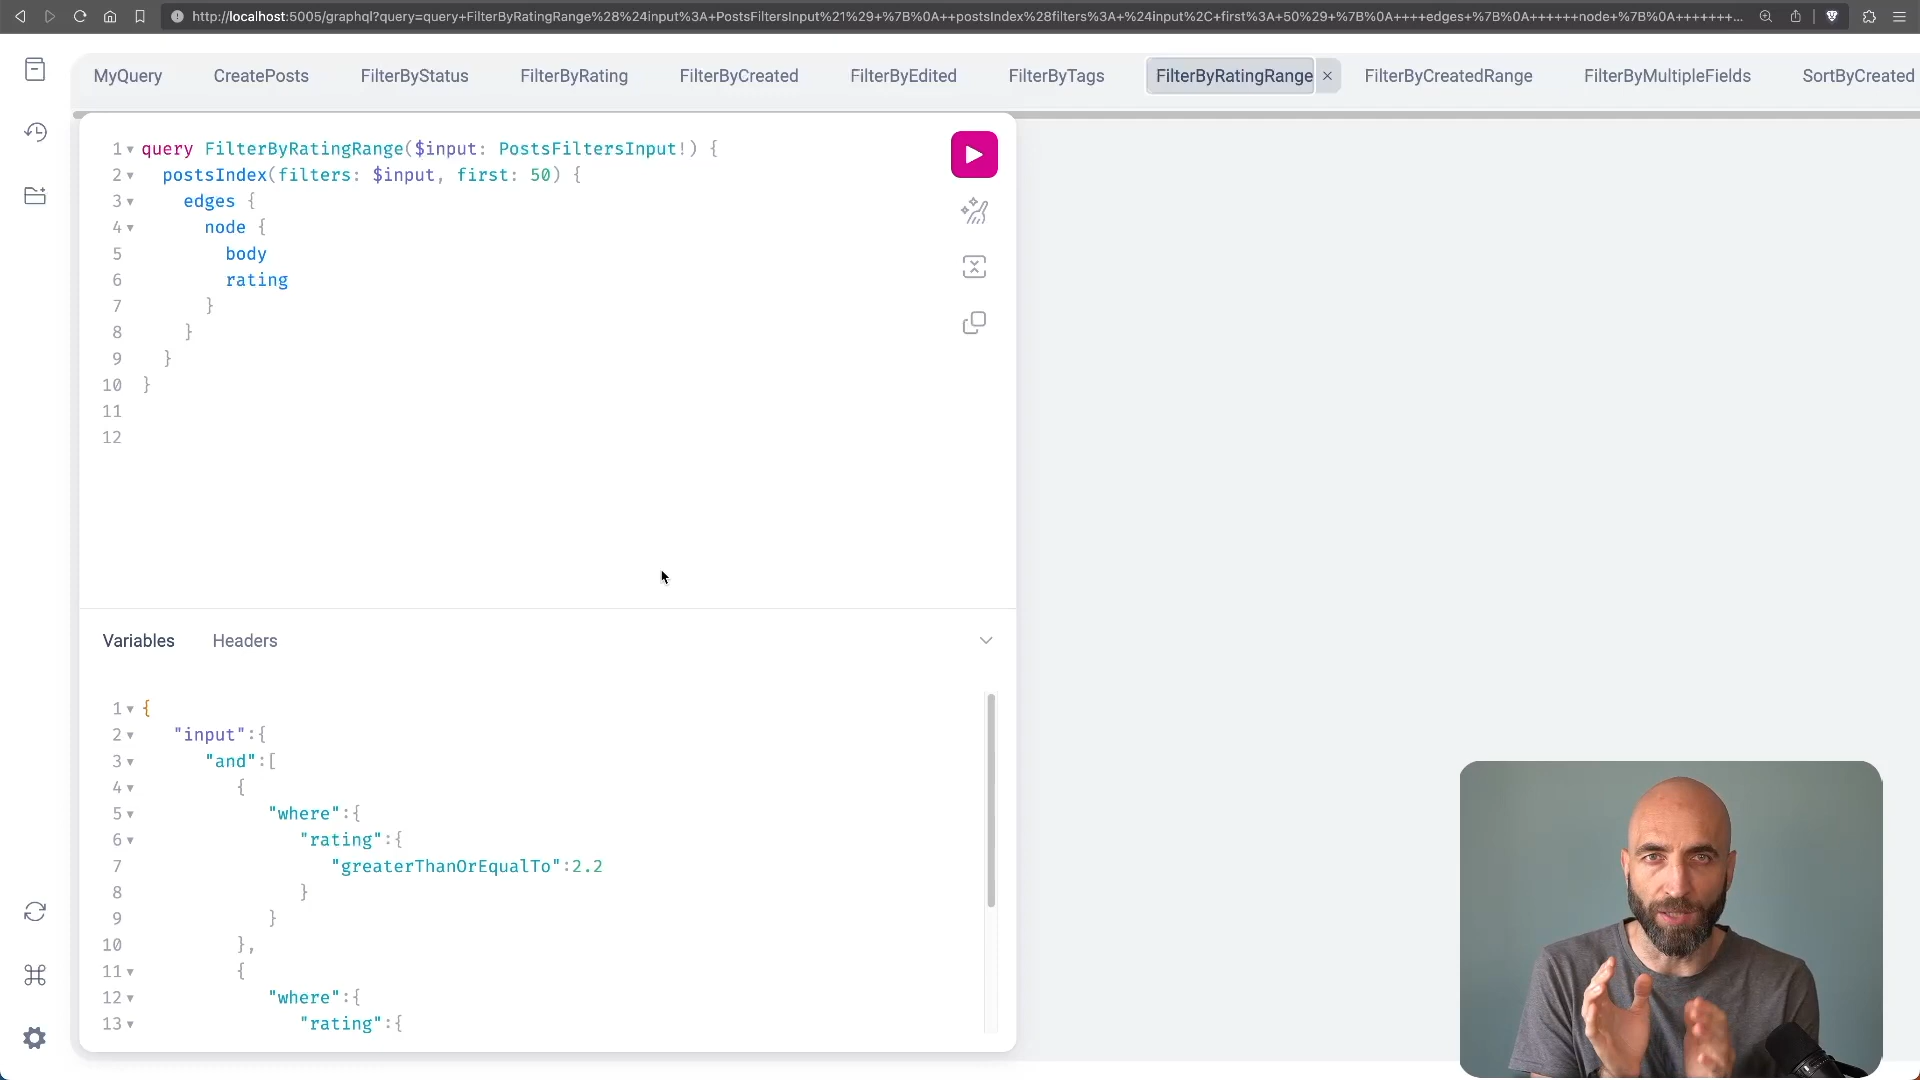 http://localhost:5005/graphql?query=query+FilterByRatingRange%28%24input%3A+PostsFiltersInput%21%29+%7B%0A++postsIndex%28filters%3A+%24input%2C+first%3A+50%29+%7B%0A++++edges+%7B%0A++++++node+%7B%0A+++++++...
MyQuery CreatePosts FilterByStatus FilterByRating FilterByCreated FilterByEdited FilterByTags FilterByRatingRange FilterByCreatedRange FilterByMultipleFields SortByCreated
1 query FilterByRatingRange($input: PostsFiltersInput!) {
2 postsIndex(filters: $input, first: 50) {
3 edges {
4 node {
5 body
6 rating
7 }
8 }
9 }
10 }
11
12
Variables Headers
1 {
2 "input":{
3 "and":[
4 {
5 "where":{
6 "rating":{
7 "greaterThanOrEqualTo":2.2
8 }
9 }
10 },
11 {
12 "where":{
13 "rating":{